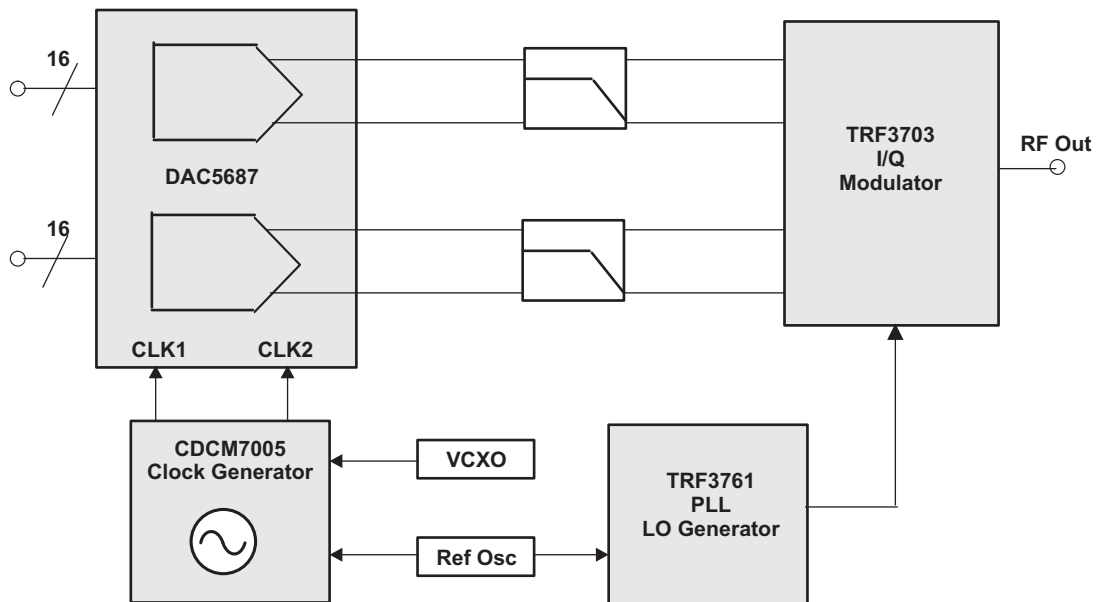 16
DAC5687
16
CLK1 CLK2
TRF3703
I/Q
Modulator
RF Out
CDCM7005
Clock Generator
VCXO
Ref Osc
TRF3761
PLL
LO Generator